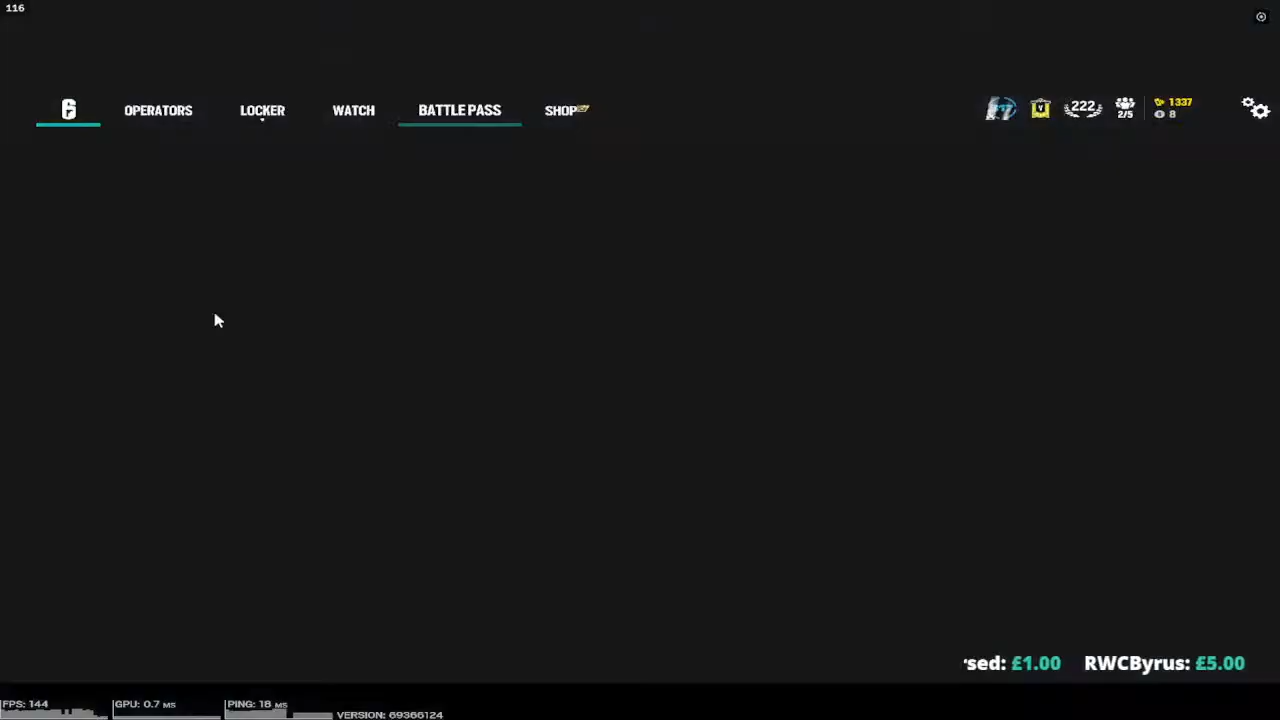 116
OPERATORS LOCKER WATCH BATTLE PASS SHOP 222 2/5 1337
8
sed: £1.00 RWCByrus: £5.00
FPS: 144 GPU: 0.7 MS PING: 18 MS VERSION: 69366124